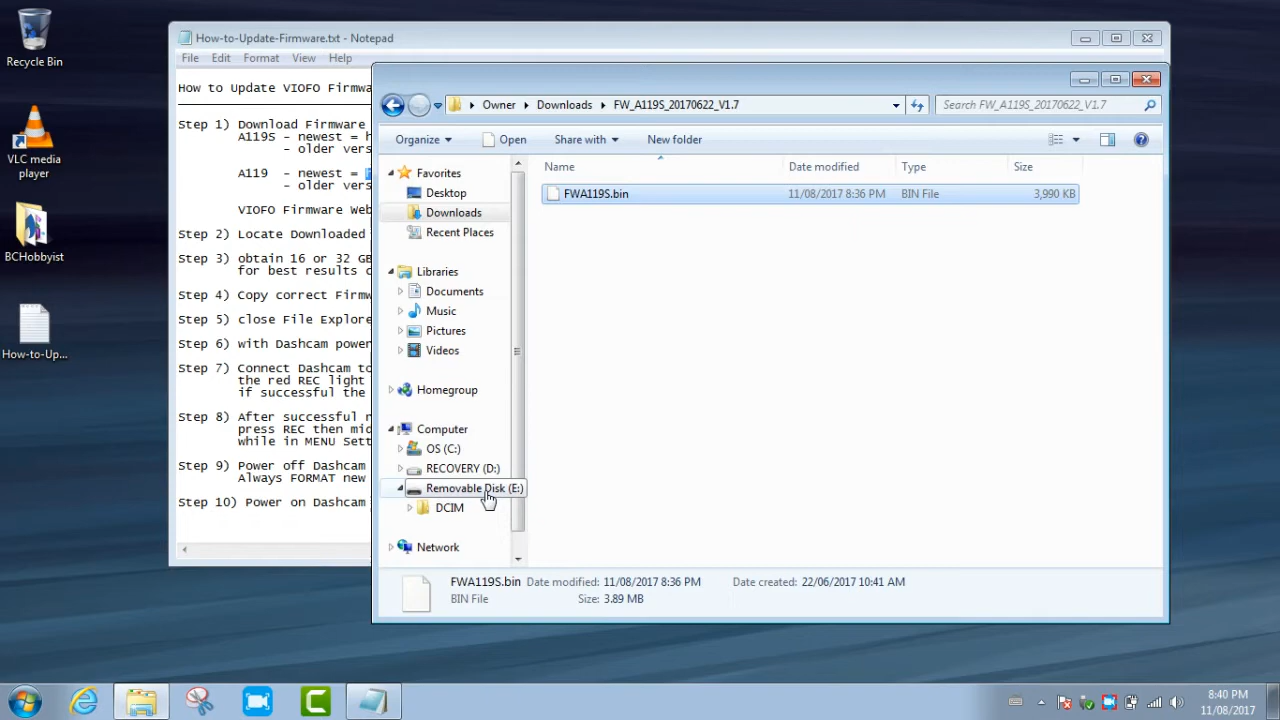 Recycle Bin
VLC media
player
BCHobbyist
How-to-Up...
How-to-Update-Firmware.txt - Notepad
File Edit Format View Help
How to Update VIOFO Firmwa
Step 1) Download Firmware
A119S - newest = h
- older vers
A119 - newest =
- older vers
VIOFO Firmware Web
Step 2) Locate Downloaded
Step 3) obtain 16 or 32 GB
for best results c
Step 4) Copy correct Firmw
Step 5) Close File Explore
Step 6) with Dashcam power
Step 7) Connect Dashcam to
the red REC light
if successful the
Step 8) After successful r
press REC then mid
while in MENU Sett
Step 9) Power off Dashcam
Always FORMAT new
Step 10) Power on Dashcam
Owner Downloads FW_A119S_20170622_V1.7
Search FW_A119S_20170622_V1.7
Organize Open Share with New folder
Favorites
Desktop
Downloads
Recent Places
Libraries
Documents
Music
Pictures
Videos
Homegroup
Computer
OS (C:)
RECOVERY (D:)
Removable Disk (E:)
DCIM
Network
Name Date modified Type Size
FWA119S.bin 11/08/2017 8:36 PM BIN File 3,990 KB
FWA119S.bin Date modified: 11/08/2017 8:36 PM Date created: 22/06/2017 10:41 AM
BIN File Size: 3.89 MB
8:40 PM
11/08/2017